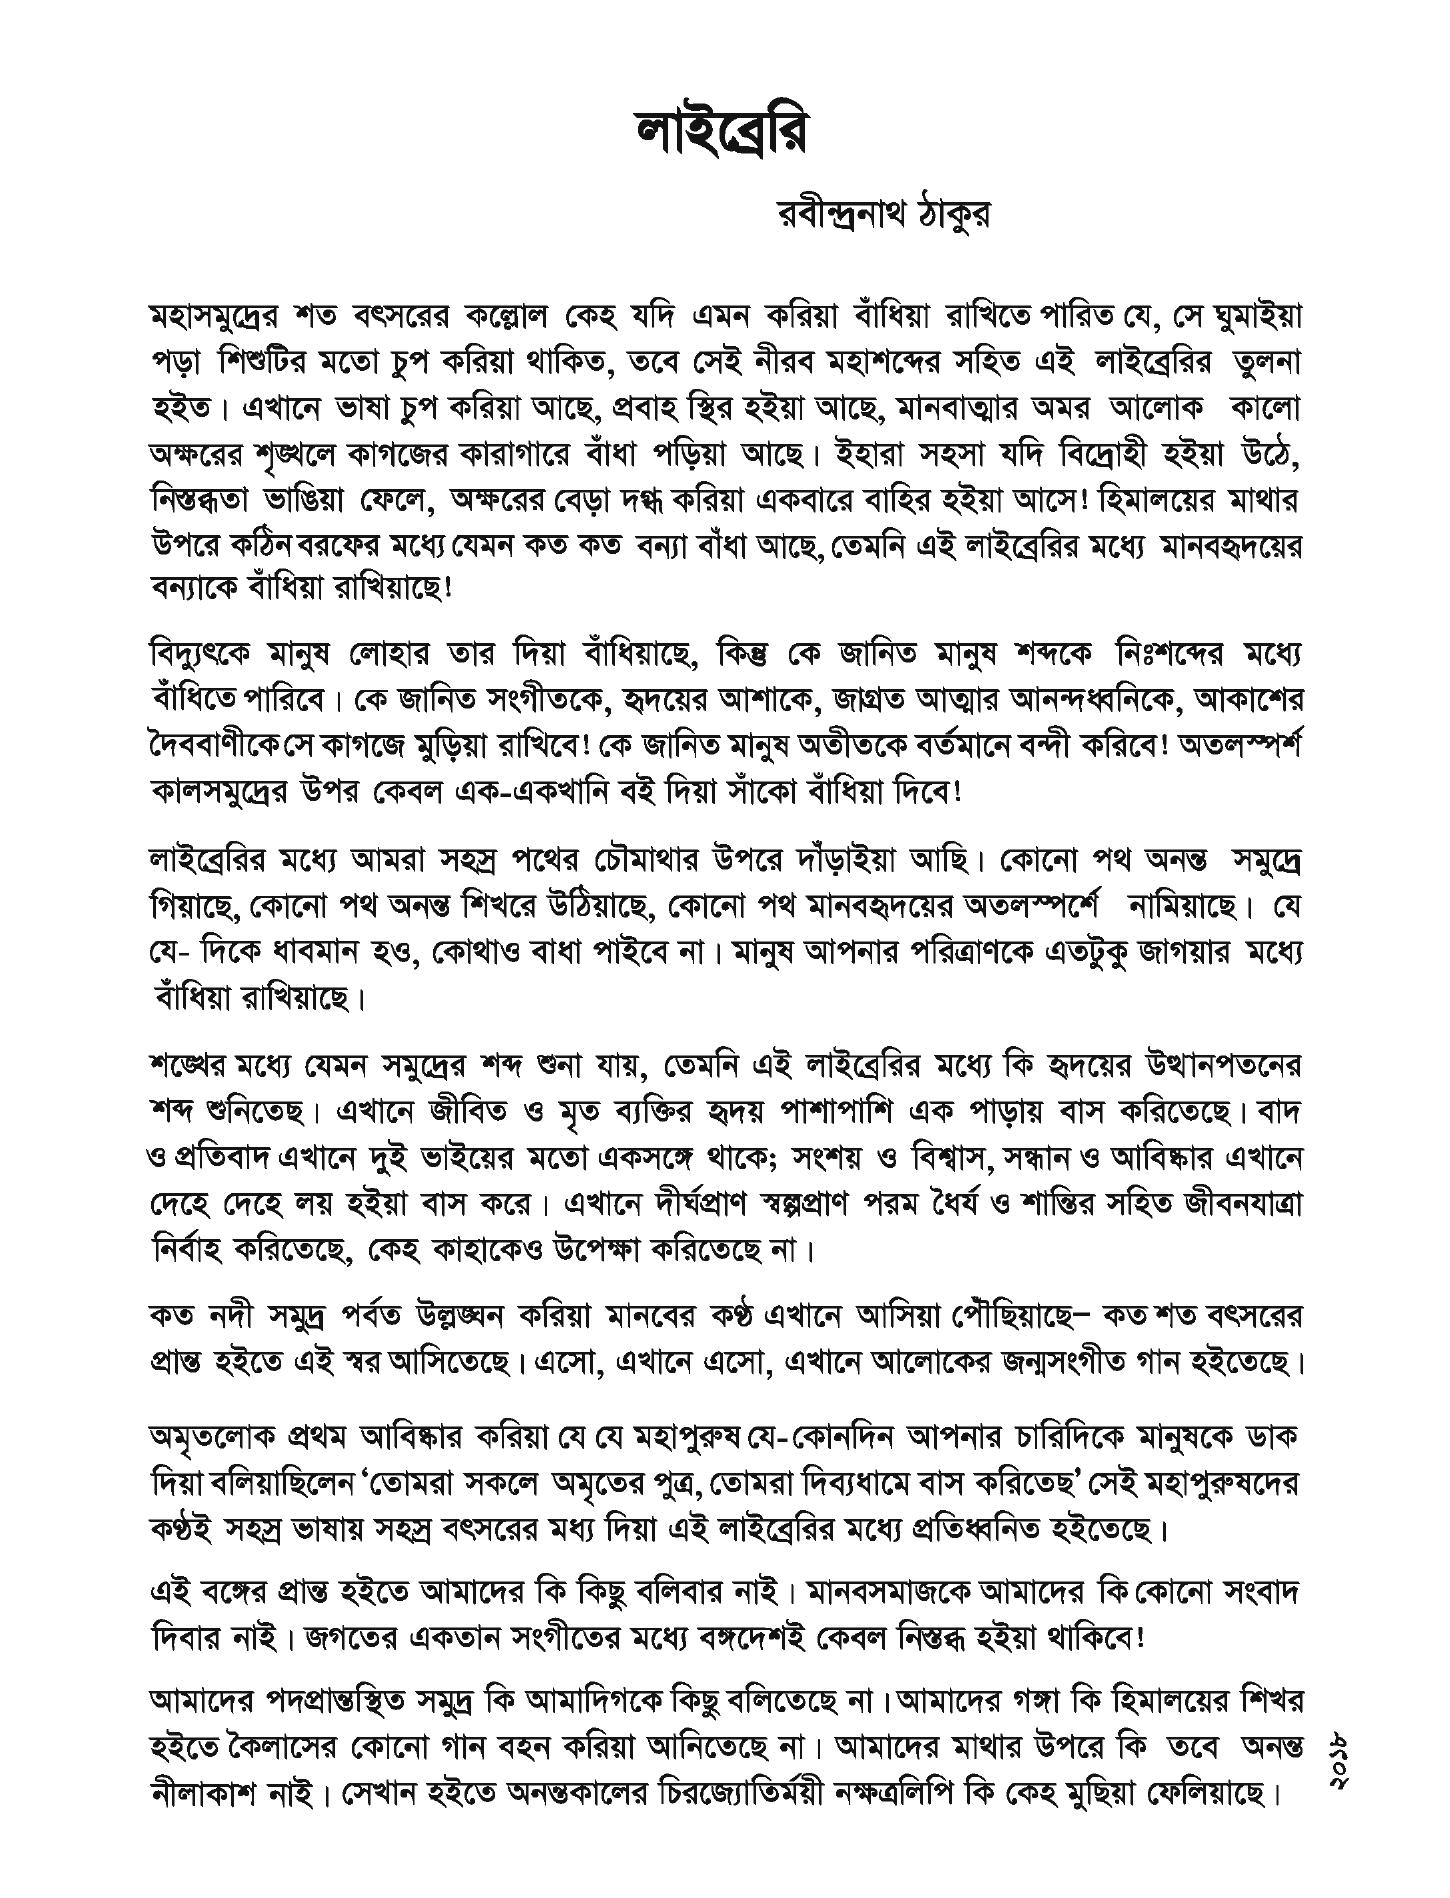 লাইব্রেরি
রবীন্দ্রনাথ ঠাকুর
মহাসমুদ্রের শত বৎসরের কল্লোল কেহ যদি এমন করিয়া বাঁধিয়া রাখিতে পারিত যে, সে ঘুমাইয়া
পড়া শিশুটির মতো চুপ করিয়া থাকিত, তবে সেই নীরব মহাশব্দের সহিত এই লাইব্রেরির তুলনা
হইত। এখানে ভাষা চুপ করিয়া আছে, প্রবাহ স্থির হইয়া আছে, মানবাত্মার অমর আলোক কালো
অক্ষরের শৃঙ্খলে কাগজের কারাগারে বাঁধা পড়িয়া আছে। ইহারা সহসা যদি বিদ্রোহী হইয়া উঠে,
নিস্তব্ধতা ভাঙিয়া ফেলে, অক্ষরের বেড়া দগ্ধ করিয়া একবারে বাহির হইয়া আসে! হিমালয়ের মাথার
উপরে কঠিন বরফের মধ্যে যেমন কত কত বন্যা বাঁধা আছে, তেমনি এই লাইব্রেরির মধ্যে মানবহৃদয়ের
বন্যাকে বাঁধিয়া রাখিয়াছে!
বিদ্যুৎকে মানুষ লোহার তার দিয়া বাঁধিয়াছে, কিন্তু কে জানিত মানুষ শব্দকে নিঃশব্দের মধ্যে
বাঁধিতে পারিবে। কে জানিত সংগীতকে, হৃদয়ের আশাকে, জাগ্রত আত্মার আনন্দধ্বনিকে, আকাশের
দৈববাণীকে সে কাগজে মুড়িয়া রাখিবে! কে জানিত মানুষ অতীতকে বর্তমানে বন্দী করিবে! অতলস্পর্শ
কালসমুদ্রের উপর কেবল এক-একখানি বই দিয়া সাঁকো বাঁধিয়া দিবে!
লাইব্রেরির মধ্যে আমরা সহস্র পথের চৌমাথার উপরে দাঁড়াইয়া আছি। কোনো পথ অনন্ত সমুদ্রে
গিয়াছে, কোনো পথ অনন্ত শিখরে উঠিয়াছে, কোনো পথ মানবহৃদয়ের অতলস্পর্শে নামিয়াছে। যে
যে- দিকে ধাবমান হও, কোথাও বাধা পাইবে না। মানুষ আপনার পরিত্রাণকে এতটুকু জাগয়ার মধ্যে
বাঁধিয়া রাখিয়াছে।
শঙ্খের মধ্যে যেমন সমুদ্রের শব্দ শুনা যায়, তেমনি এই লাইব্রেরির মধ্যে কি হৃদয়ের উত্থানপতনের
শব্দ শুনিতেছ। এখানে জীবিত ও মৃত ব্যক্তির হৃদয় পাশাপাশি এক পাড়ায় বাস করিতেছে। বাদ
ও প্রতিবাদ এখানে দুই ভাইয়ের মতো একসঙ্গে থাকে; সংশয় ও বিশ্বাস, সন্ধান ও আবিষ্কার এখানে
দেহে দেহে লয় হইয়া বাস করে। এখানে দীর্ঘপ্রাণ স্বল্পপ্রাণ পরম ধৈর্য ও শান্তির সহিত জীবনযাত্রা
নির্বাহ করিতেছে, কেহ কাহাকেও উপেক্ষা করিতেছে না।
কত নদী সমুদ্র পর্বত উল্লঙ্ঘন করিয়া মানবের কণ্ঠ এখানে আসিয়া পৌঁছিয়াছে– কত শত বৎসরের
প্রান্ত হইতে এই স্বর আসিতেছে। এসো, এখানে এসো, এখানে আলোকের জন্মসংগীত গান হইতেছে।
অমৃতলোক প্রথম আবিষ্কার করিয়া যে যে মহাপুরুষ যে-কোনদিন আপনার চারিদিকে মানুষকে ডাক
দিয়া বলিয়াছিলেন ‘তোমরা সকলে অমৃতের পুত্র, তোমরা দিব্যধামে বাস করিতেছ’ সেই মহাপুরুষদের
কণ্ঠই সহস্র ভাষায় সহস্র বৎসরের মধ্য দিয়া এই লাইব্রেরির মধ্যে প্রতিধ্বনিত হইতেছে।
এই বঙ্গের প্রান্ত হইতে আমাদের কি কিছু বলিবার নাই। মানবসমাজকে আমাদের কি কোনো সংবাদ
দিবার নাই। জগতের একতান সংগীতের মধ্যে বঙ্গদেশই কেবল নিস্তব্ধ হইয়া থাকিবে!
আমাদের পদপ্রান্তস্থিত সমুদ্র কি আমাদিগকে কিছু বলিতেছে না। আমাদের গঙ্গা কি হিমালয়ের শিখর
হইতে কৈলাসের কোনো গান বহন করিয়া আনিতেছে না। আমাদের মাথার উপরে কি তবে অনন্ত
নীলাকাশ নাই। সেখান হইতে অনন্তকালের চিরজ্যোতির্ময়ী নক্ষত্রলিপি কি কেহ মুছিয়া ফেলিয়াছে।
২০১৮